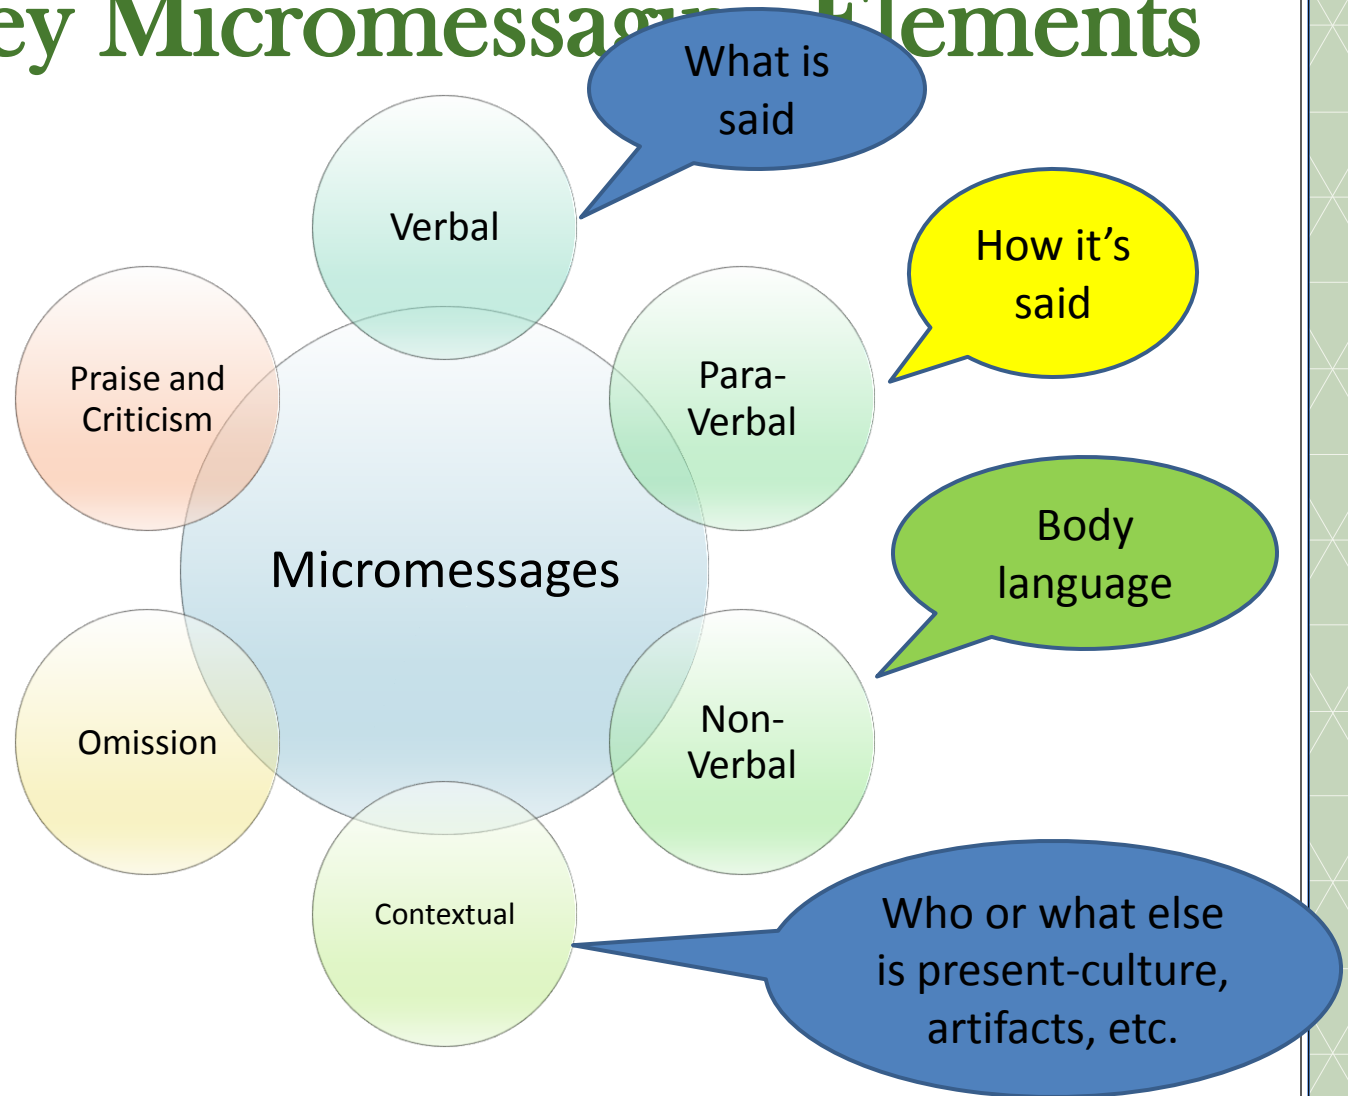 ey Micromessaging Elements
What is
said
Verbal
How it’s
said
Praise and
Criticism
Para-
Verbal
Body
language
Micromessages
Omission
Non-
Verbal
Contextual
Who or what else
is present-culture,
artifacts, etc.